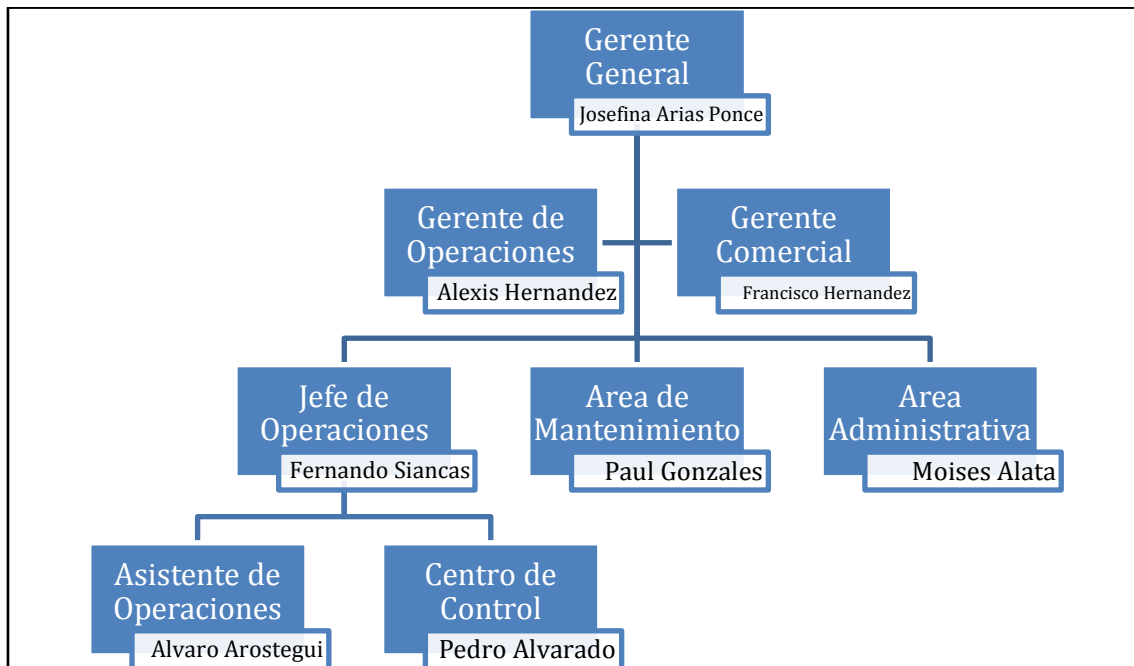 Gerente
General
Josefina Arias Ponce
Gerente de
Operaciones
Alexis Hernandez
Gerente
Comercial
Francisco Hernandez
Jefe de
Operaciones
Fernando Siancas
Area de
Mantenimiento
Paul Gonzales
Area
Administrativa
Moises Alata
Asistente de
Operaciones
Alvaro Arostegui
Centro de
Control
Pedro Alvarado